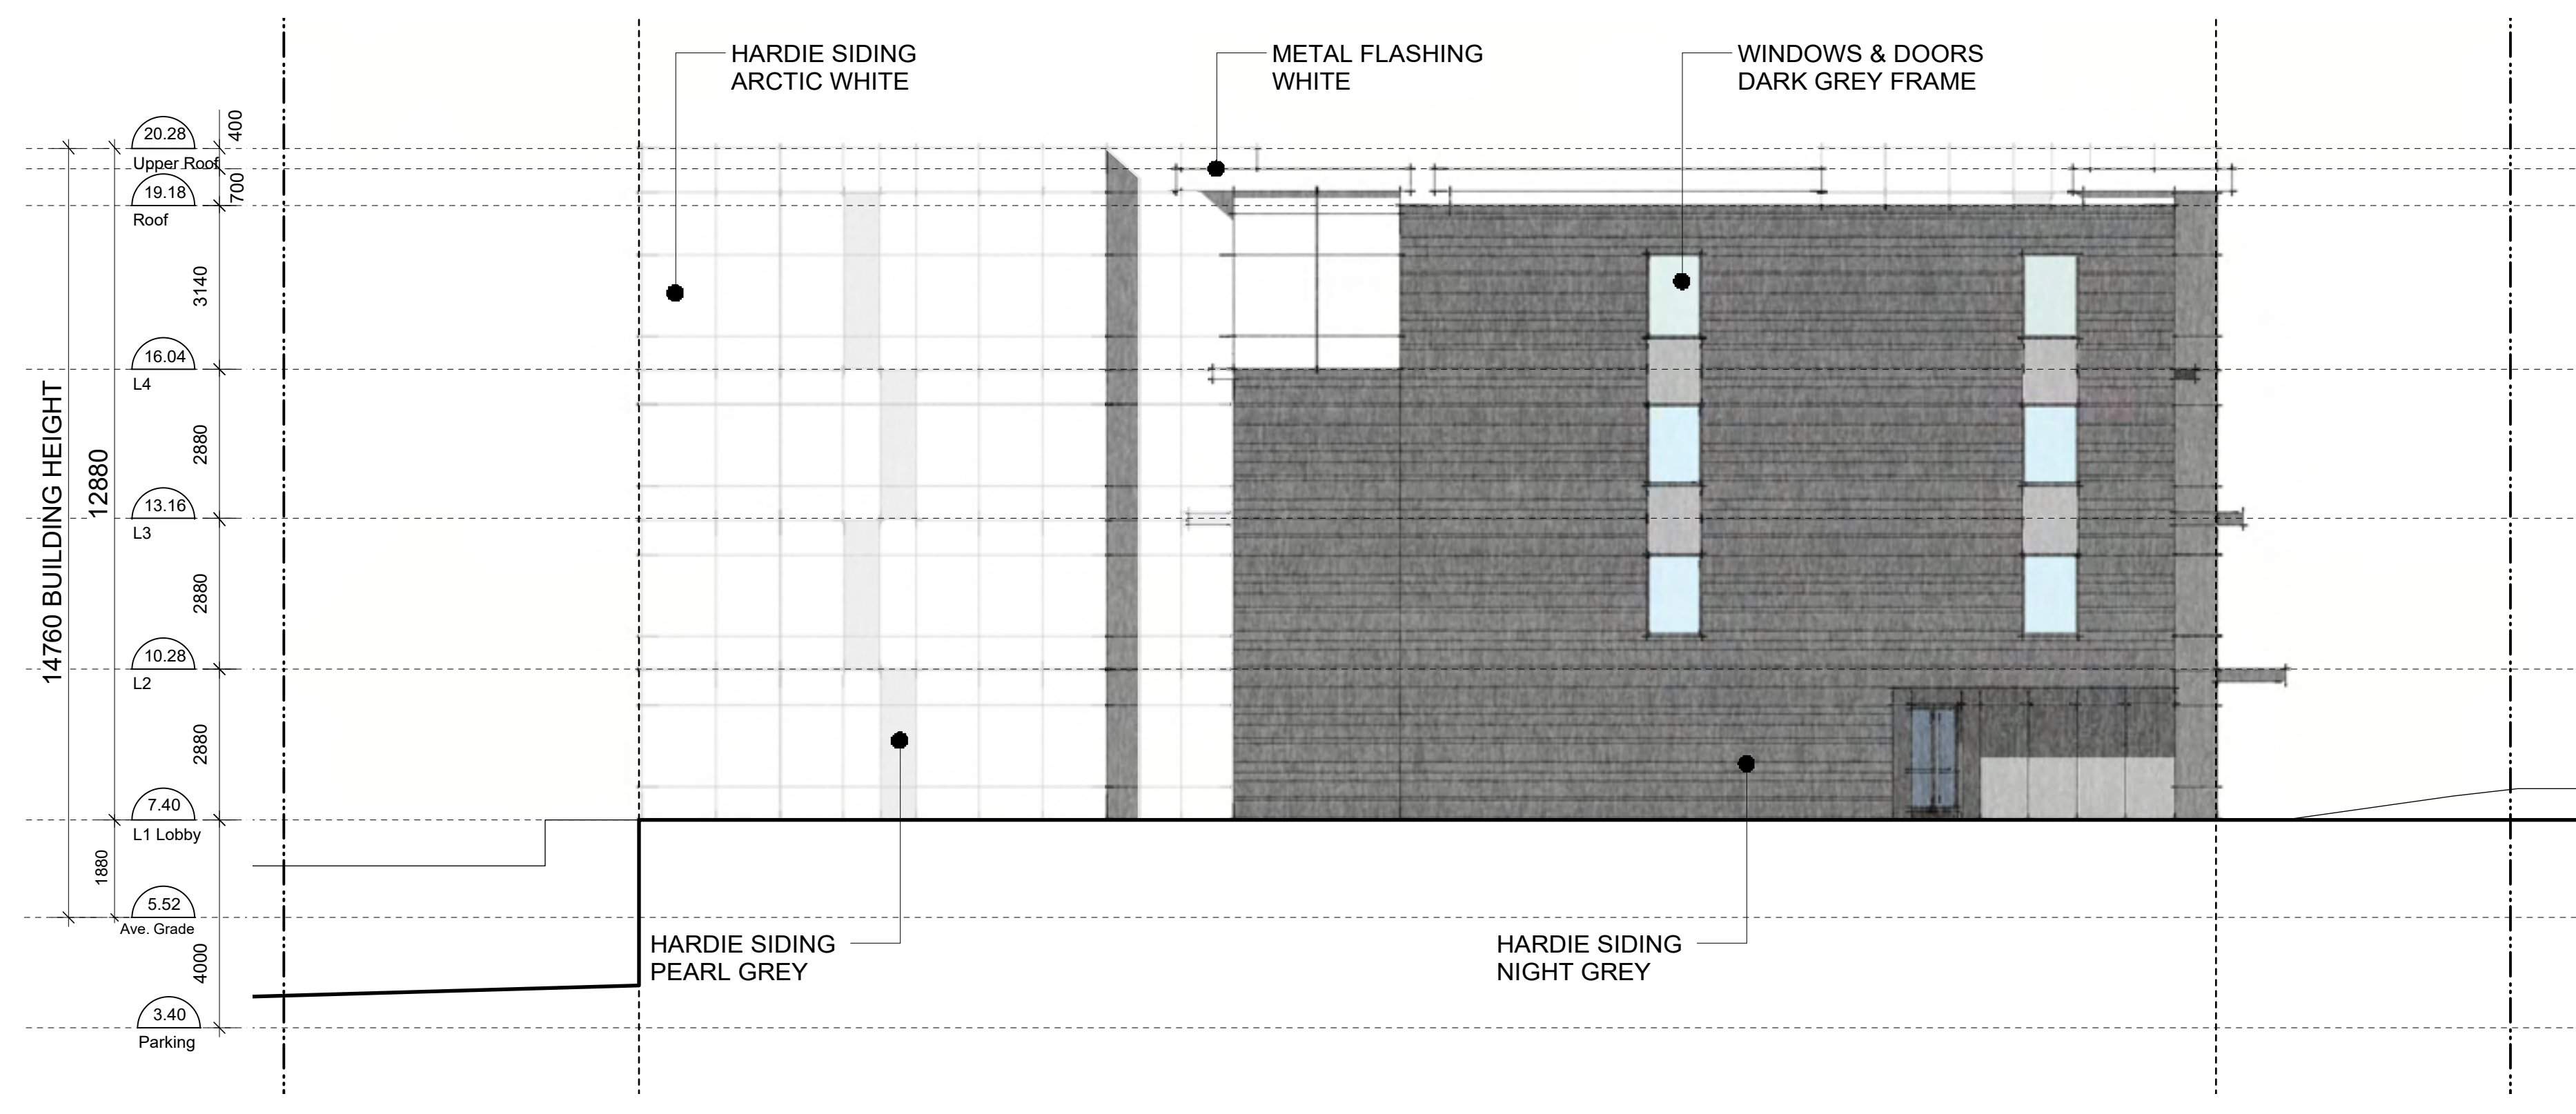 HARDIE SIDING
ARCTIC WHITE
METAL FLASHING
WHITE
WINDOWS & DOORS
DARK GREY FRAME
400
20.28
Upper Roof
700
19.18
Roof
3140
16.04
L4
14760 BUILDING HEIGHT
12880
2880
13.16
L3
2880
10.28
L2
2880
7.40
L1 Lobby
1880
5.52
Ave. Grade
4000
3.40
Parking
HARDIE SIDING
PEARL GREY
HARDIE SIDING
NIGHT GREY